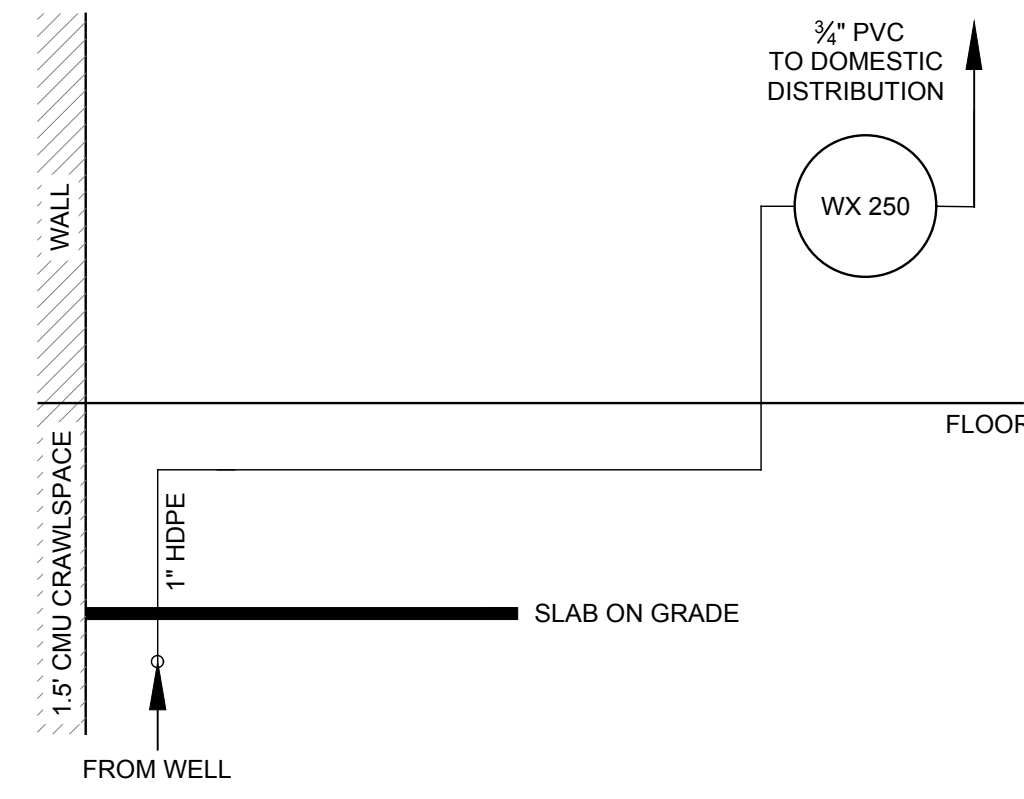 ¾" PVC
TO DOMESTIC
DISTRIBUTION
WX 250
WALL
FLOOR
1.5' CMU CRAWLSPACE
1" HDPE
SLAB ON GRADE
FROM WELL